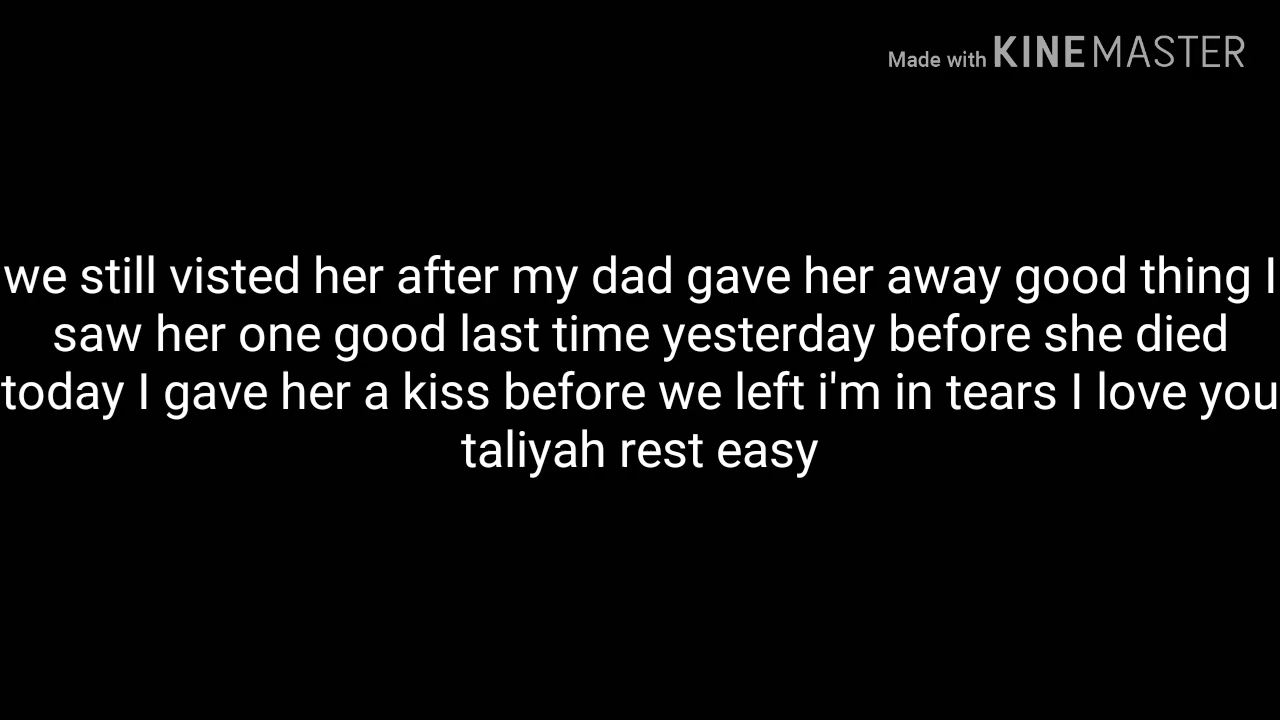 Made with KINEMASTER
we still visted her after my dad gave her away good thing I
saw her one good last time yesterday before she died
today I gave her a kiss before we left i'm in tears I love you
taliyah rest easy